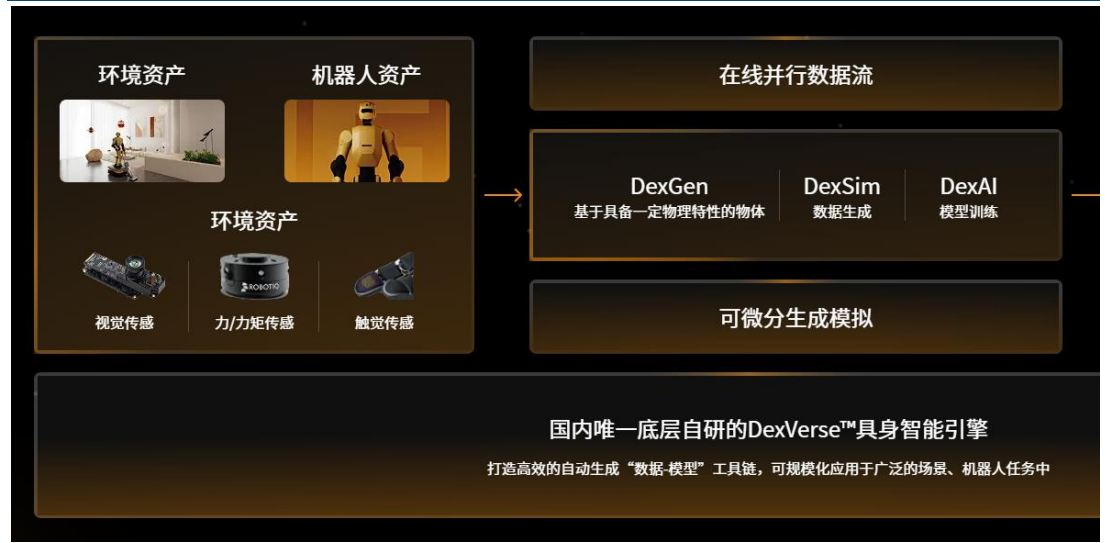 环境资产
机器人资产
环境资产
ROBOTIQ
视觉传感
力/力矩传感
触觉传感
在线并行数据流
DexGen
基于具备一定物理特性的物体
DexSim
数据生成
DexAI
模型训练
可微分生成模拟
国内唯一底层自研的DexVerse™具身智能引擎
打造高效的自动生成“数据-模型”工具链，可规模化应用于广泛的场景、机器人任务中